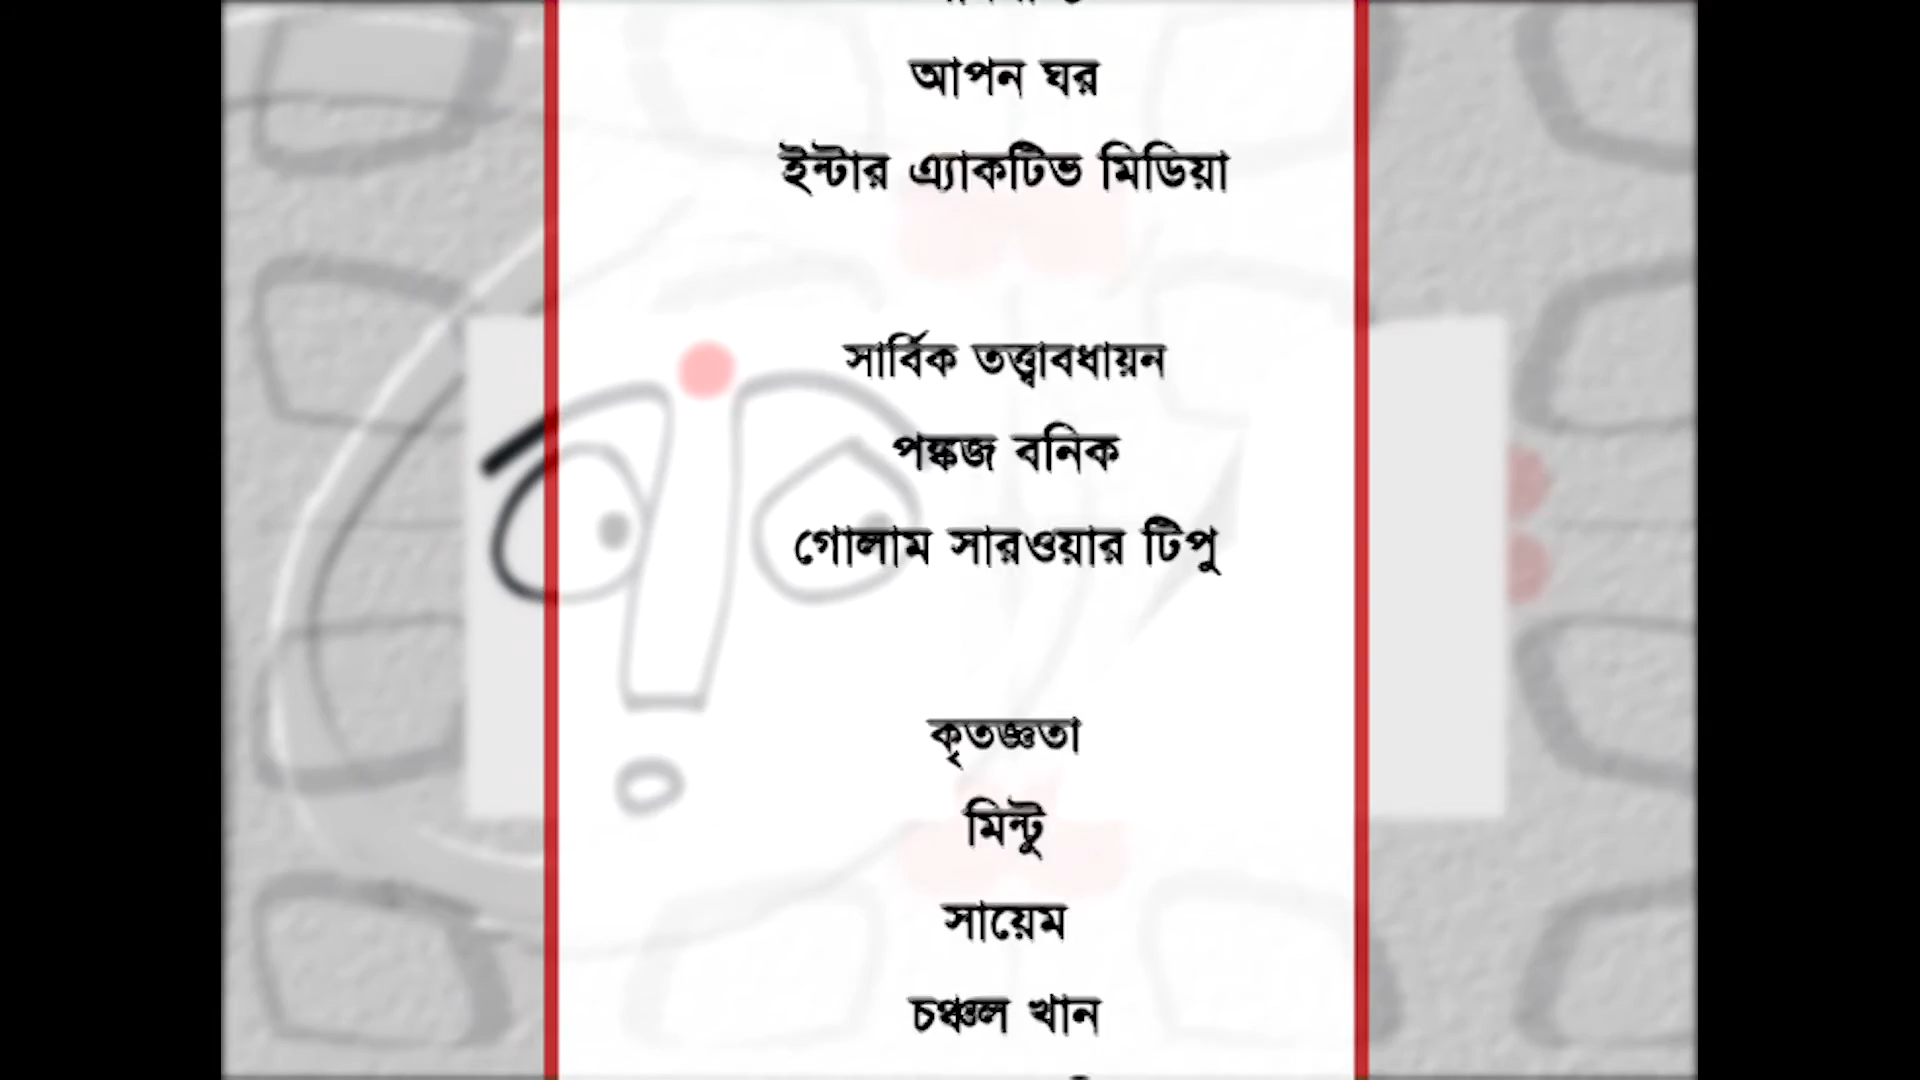 আপন ঘর
ইন্টার এ্যাকটিভ মিডিয়া
সার্বিক তত্ত্বাবধায়ন
পঙ্কজ বনিক
গোলাম সারওয়ার টিপু
কৃতজ্ঞতা
মিন্টু
সায়েম
চঞ্চল খান